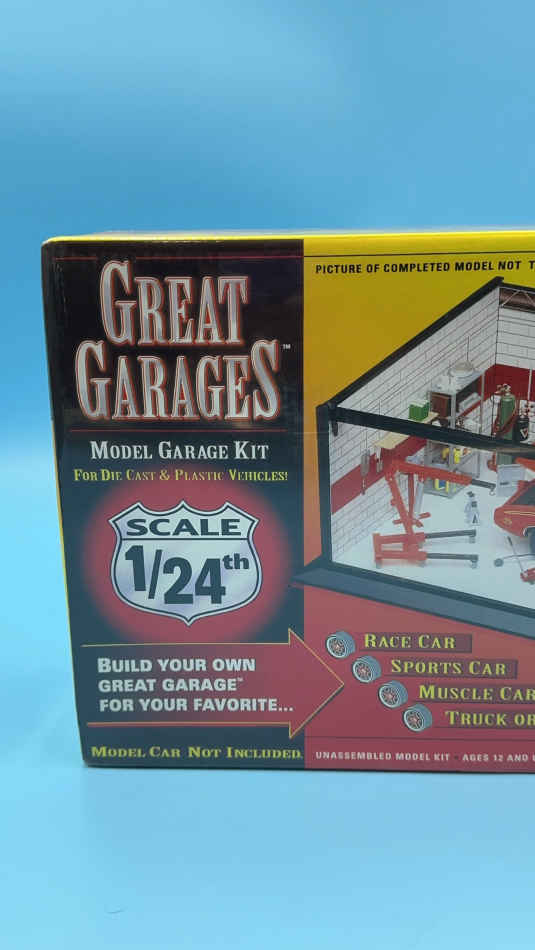 GREAT
GARAGES™
MODEL GARAGE KIT
FOR DIE CAST & PLASTIC VEHICLES!
SCALE
1/24th
BUILD YOUR OWN
GREAT GARAGE™
FOR YOUR FAVORITE...
MODEL CAR NOT INCLUDED.
PICTURE OF COMPLETED MODEL NOT
RACE CAR
SPORTS CAR
MUSCLE CAR
TRUCK OR
UNASSEMBLED MODEL KIT • AGES 12 AND